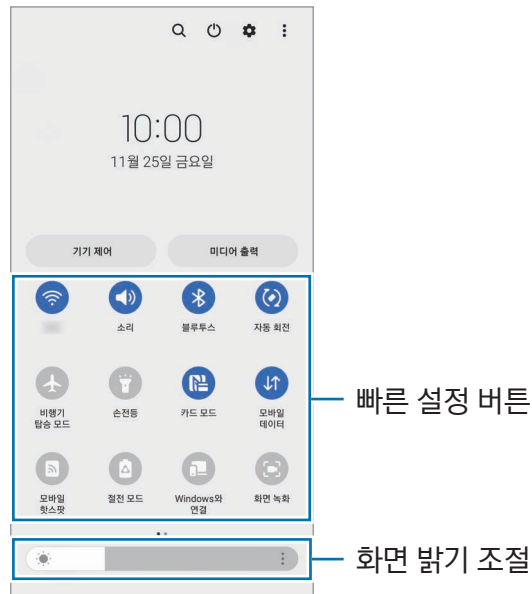 10:00
11월 25일 금요일
기기 제어
미디어 출력
소리
블루투스
자동 회전
비행기
탑승 모드
손전등
카드 모드
모바일
데이터
빠른 설정 버튼
모바일
핫스팟
절전 모드
Windows와
연결
화면 녹화
화면 밝기 조절